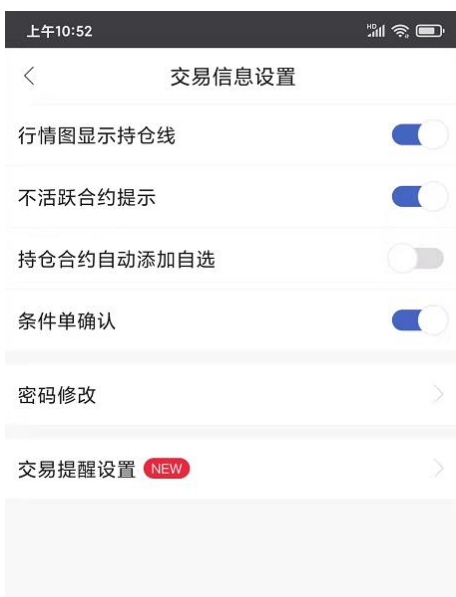 上午10:52
交易信息设置
行情图显示持仓线
不活跃合约提示
持仓合约自动添加自选
条件单确认
密码修改
交易提醒设置 NEW